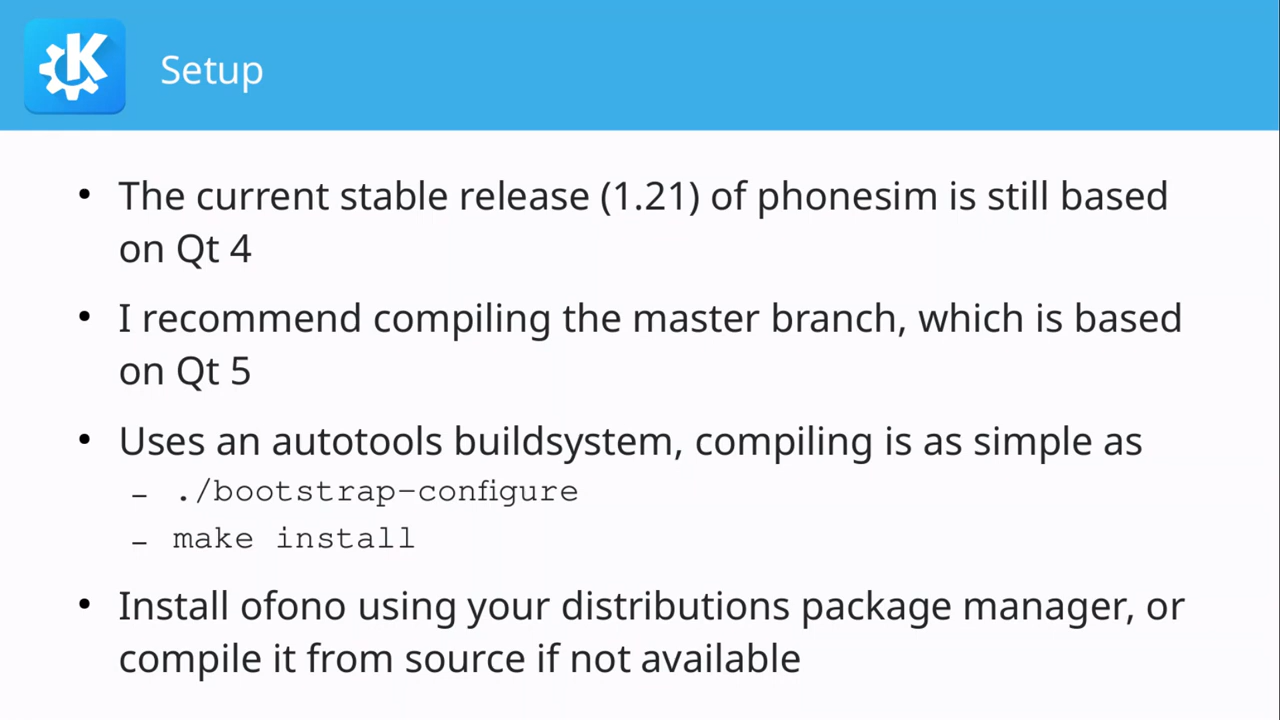 Setup
• The current stable release (1.21) of phonesim is still based
on Qt 4
• I recommend compiling the master branch, which is based
on Qt 5
• Uses an autotools buildsystem, compiling is as simple as
– ./bootstrap-configure
– make install
• Install ofono using your distributions package manager, or
compile it from source if not available